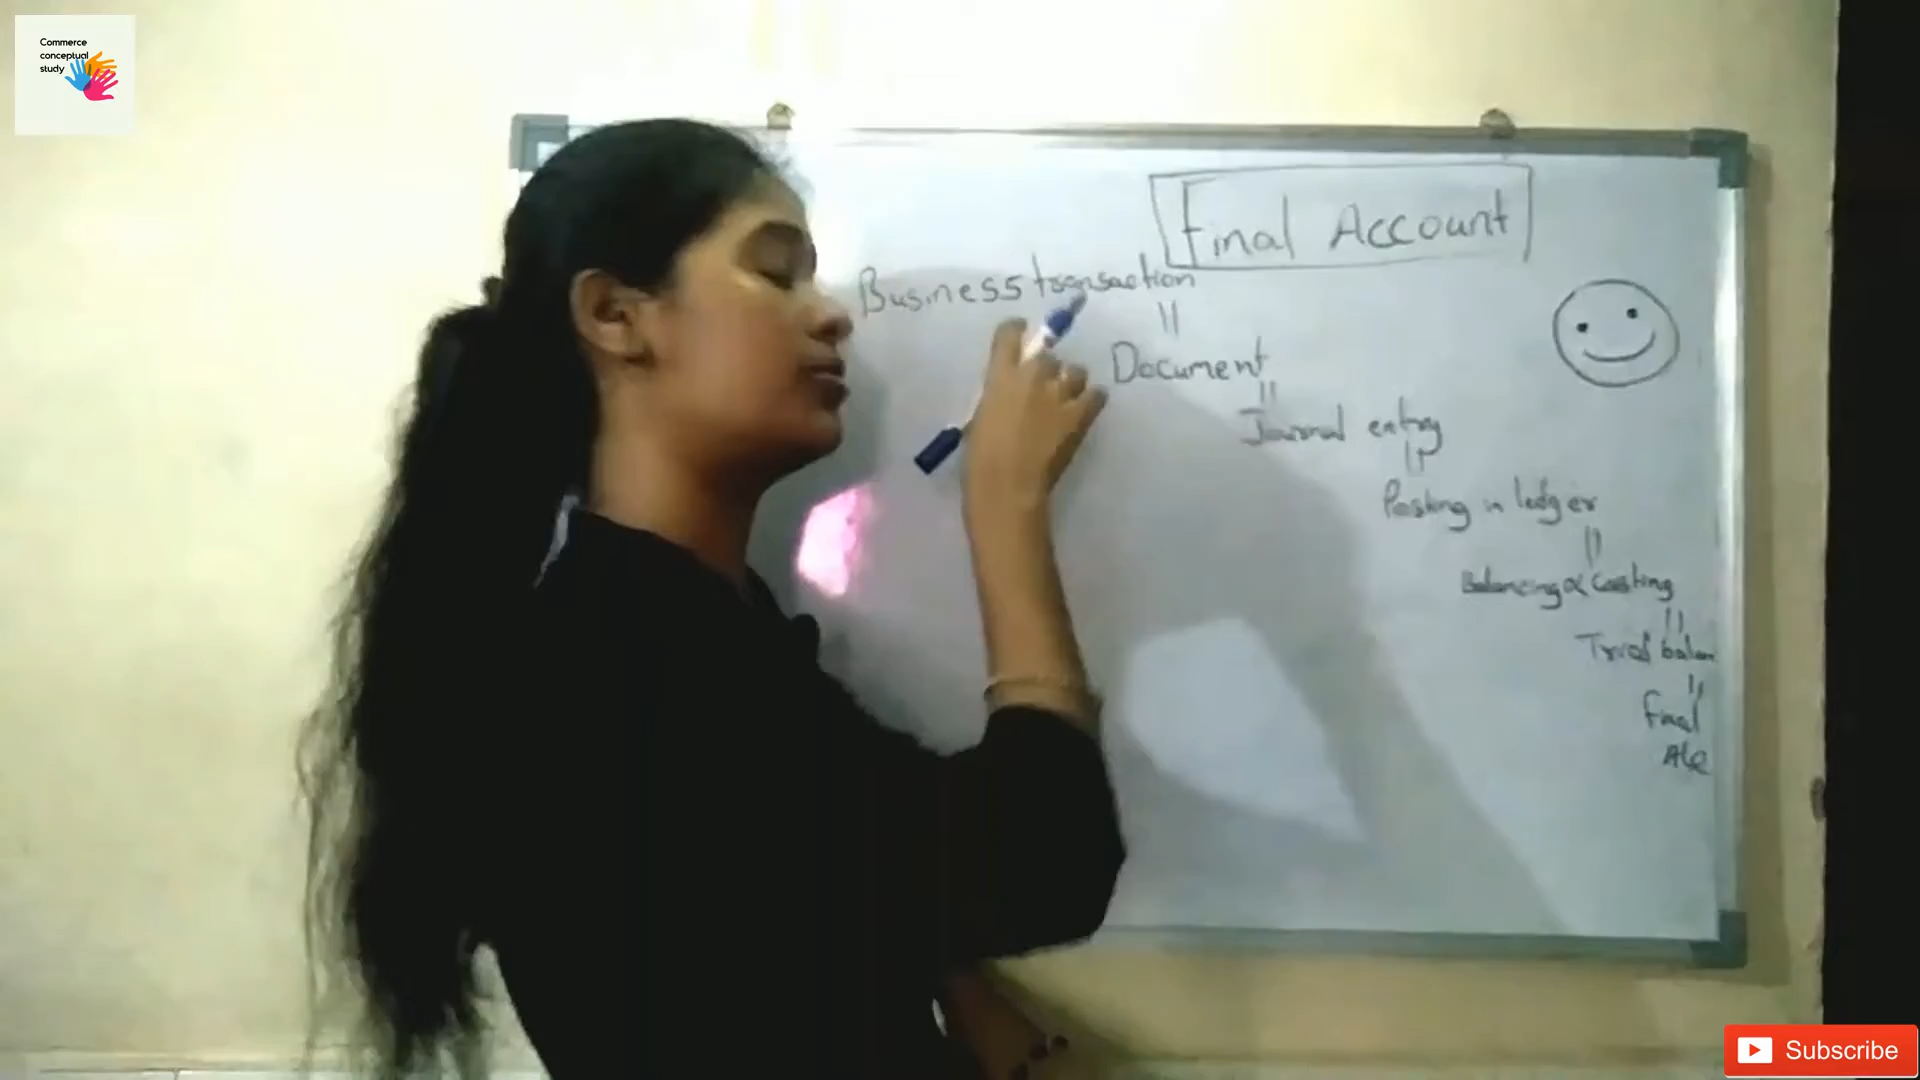 Commerce
conceptual
study
Final Account
Business transaction
Document
Journal entry
Posting in ledger
Balancing & Casting
Trial balan
Final
A/c
Subscribe